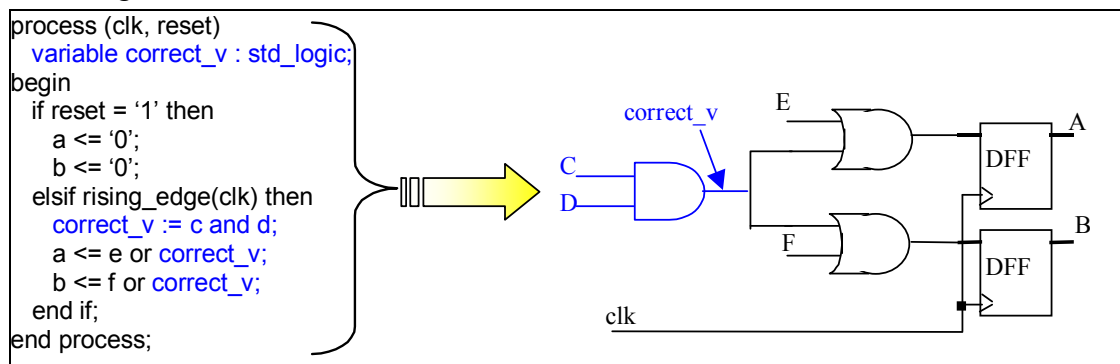 process (clk, reset)
variable correct_v : std_logic;
begin
if reset = ‘1’ then
a <= ‘0’;
b <= ‘0’;
elsif rising_edge(clk) then
correct_v := c and d;
a <= e or correct_v;
b <= f or correct_v;
end if;
end process;
correct_v
C
D
E
F
DFF
A
DFF
B
clk